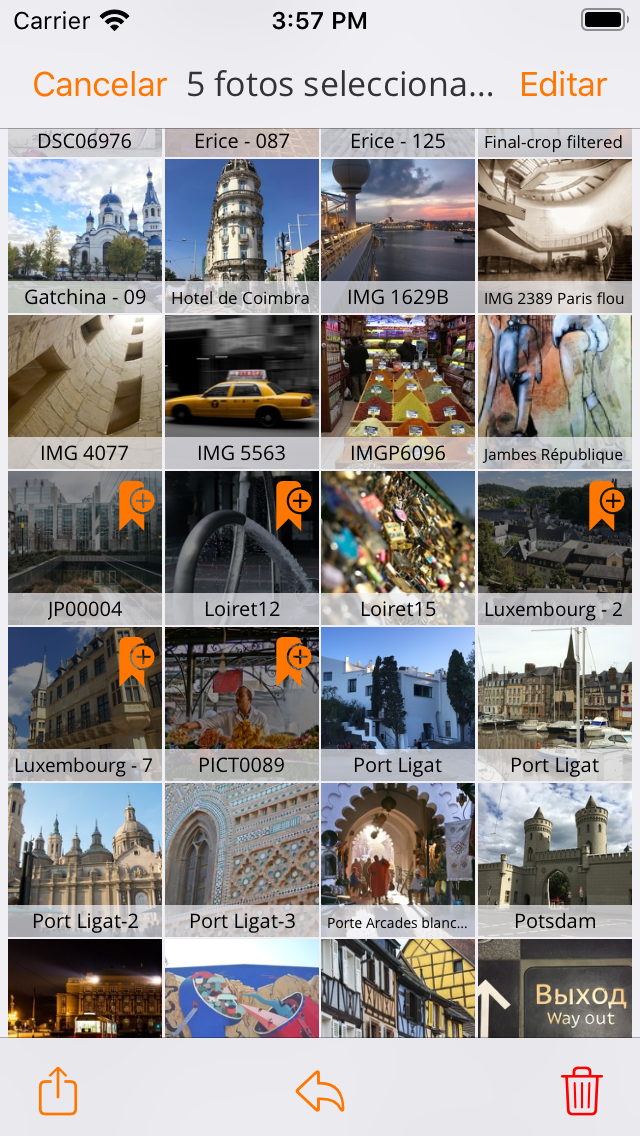 Carrier 3:57 PM
Cancelar 5 fotos selecciona... Editar
DSC06976 Erice - 087 Erice - 125 Final-crop filtered
Gatchina - 09 Hotel de Coimbra IMG 1629B IMG 2389 Paris flou
IMG 4077 IMG 5563 IMGP6096 Jambes République
JP00004 Loiret12 Loiret15 Luxembourg - 2
Luxembourg - 7 PICT0089 Port Ligat Port Ligat
Port Ligat-2 Port Ligat-3 Porte Arcades blanc... Potsdam
Выход
Way out